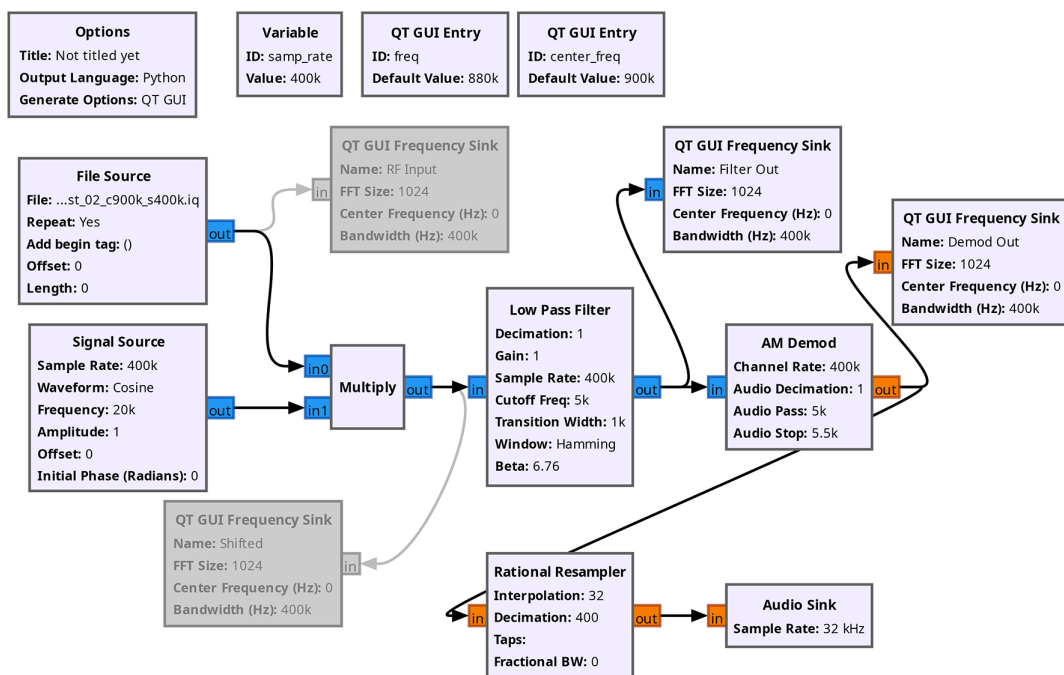 Options
Title: Not titled yet
Output Language: Python
Generate Options: QT GUI
Variable
ID: samp_rate
Value: 400k
QT GUI Entry
ID: freq
Default Value: 880k
QT GUI Entry
ID: center_freq
Default Value: 900k
File Source
File: ...st_02_c900k_s400k.iq
Repeat: Yes
Add begin tag: ()
Offset: 0
Length: 0
out
QT GUI Frequency Sink
Name: RF Input
FFT Size: 1024
Center Frequency (Hz): 0
Bandwidth (Hz): 400k
in
QT GUI Frequency Sink
Name: Filter Out
FFT Size: 1024
Center Frequency (Hz): 0
Bandwidth (Hz): 400k
in
QT GUI Frequency Sink
Name: Demod Out
FFT Size: 1024
Center Frequency (Hz): 0
Bandwidth (Hz): 400k
in
Signal Source
Sample Rate: 400k
Waveform: Cosine
Frequency: 20k
Amplitude: 1
Offset: 0
Initial Phase (Radians): 0
out
in0
in1
Multiply
out
in
Low Pass Filter
Decimation: 1
Gain: 1
Sample Rate: 400k
Cutoff Freq: 5k
Transition Width: 1k
Window: Hamming
Beta: 6.76
out
in
AM Demod
Channel Rate: 400k
Audio Decimation: 1
Audio Pass: 5k
Audio Stop: 5.5k
out
QT GUI Frequency Sink
Name: Shifted
FFT Size: 1024
Center Frequency (Hz): 0
Bandwidth (Hz): 400k
in
Rational Resampler
Interpolation: 32
Decimation: 400
Taps:
Fractional BW: 0
in
out
in
Audio Sink
Sample Rate: 32 kHz